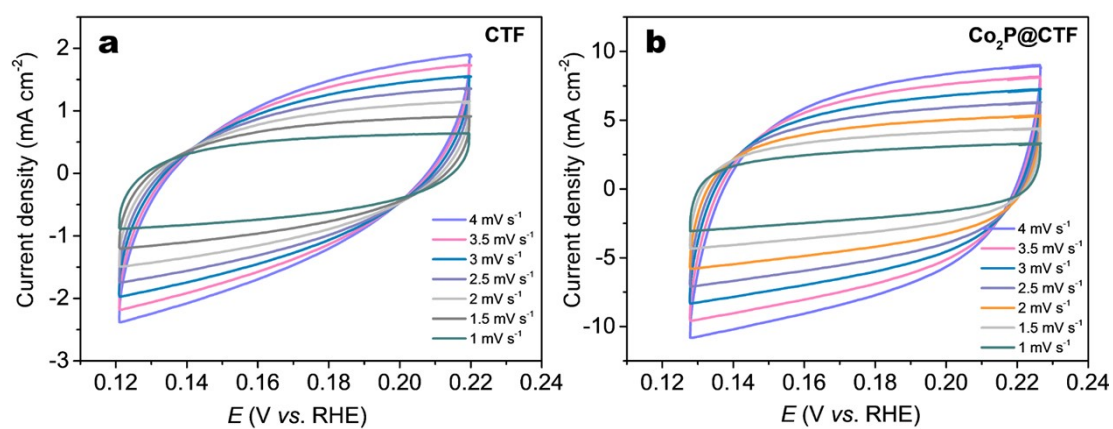 a
CTF
2
1
0
-1
-2
-3
Current density (mA cm⁻²)
4 mV s⁻¹
3.5 mV s⁻¹
3 mV s⁻¹
2.5 mV s⁻¹
2 mV s⁻¹
1.5 mV s⁻¹
1 mV s⁻¹
0.12 0.14 0.16 0.18 0.20 0.22 0.24
E (V vs. RHE)
b
Co₂P@CTF
10
5
0
-5
-10
Current density (mA cm⁻²)
4 mV s⁻¹
3.5 mV s⁻¹
3 mV s⁻¹
2.5 mV s⁻¹
2 mV s⁻¹
1.5 mV s⁻¹
1 mV s⁻¹
0.12 0.14 0.16 0.18 0.20 0.22 0.24
E (V vs. RHE)